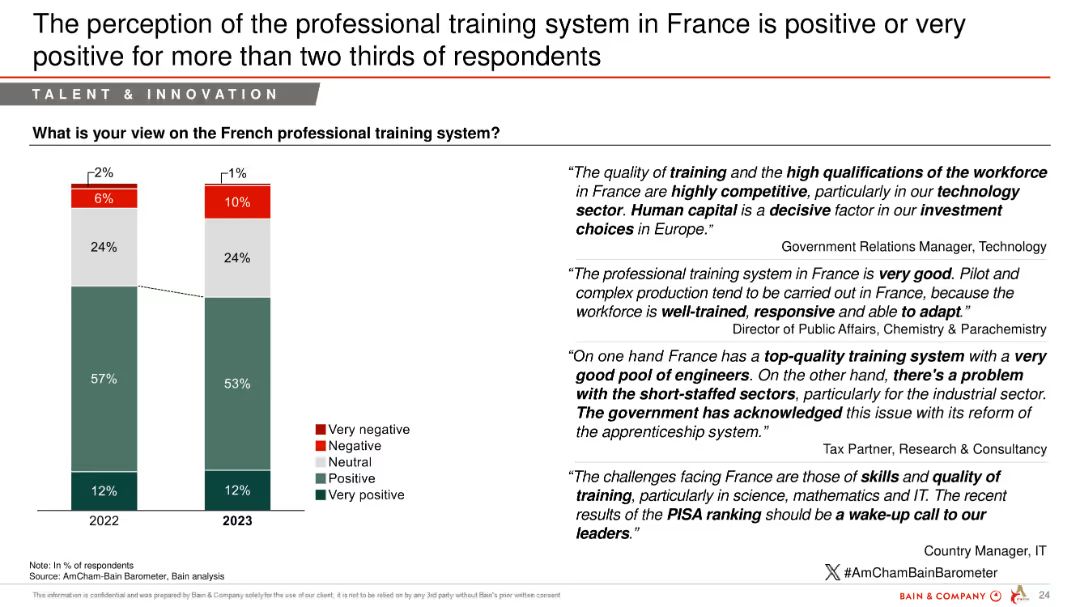 The perception of the professional training system in France is positive or very
positive for more than two thirds of respondents
TALENT & INNOVATION
What is your view on the French professional training system?
2%
1%
6%
10%
24%
24%
57%
53%
12%
12%
2022
2023
Very negative
Negative
Neutral
Positive
Very positive
“The quality of training and the high qualifications of the workforce
in France are highly competitive, particularly in our technology
sector. Human capital is a decisive factor in our investment
choices in Europe.”
Government Relations Manager, Technology
“The professional training system in France is very good. Pilot and
complex production tend to be carried out in France, because the
workforce is well-trained, responsive and able to adapt.”
Director of Public Affairs, Chemistry & Parachemistry
“On one hand France has a top-quality training system with a very
good pool of engineers. On the other hand, there's a problem
with the short-staffed sectors, particularly for the industrial sector.
The government has acknowledged this issue with its reform of
the apprenticeship system.”
Tax Partner, Research & Consultancy
“The challenges facing France are those of skills and quality of
training, particularly in science, mathematics and IT. The recent
results of the PISA ranking should be a wake-up call to our
leaders.”
Country Manager, IT
#AmChamBainBarometer
Note: In % of respondents
Source: AmCham-Bain Barometer, Bain analysis
This information is confidential and was prepared by Bain & Company solely for the use of our client; it is not to be relied on by any 3rd party without Bain's prior written consent
BAIN & COMPANY
24